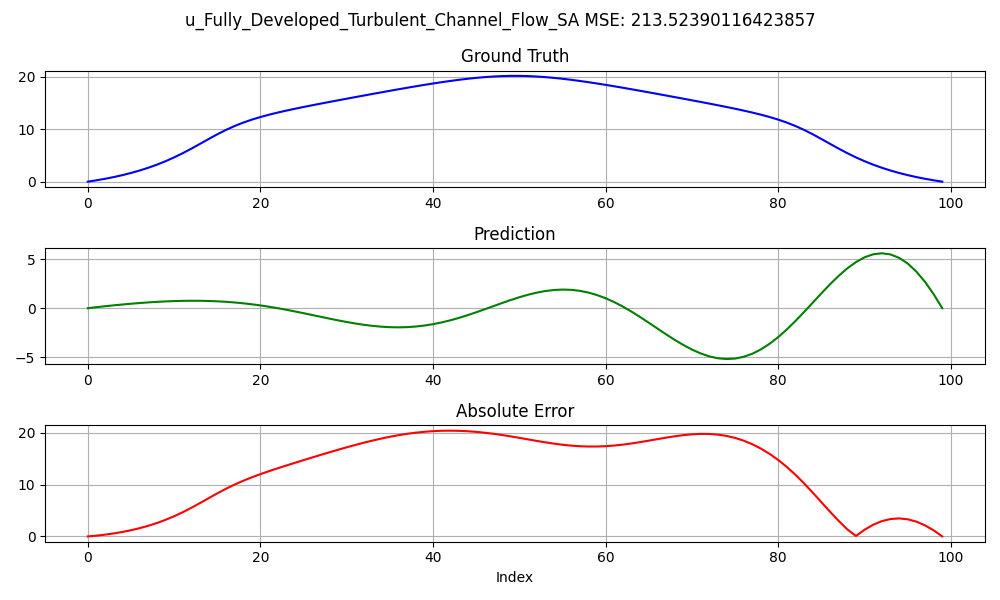 u_Fully_Developed_Turbulent_Channel_Flow_SA MSE: 213.52390116423857
Ground Truth
20
10
0
0 20 40 60 80 100
Prediction
5
0
−5
0 20 40 60 80 100
Absolute Error
20
10
0
0 20 40 60 80 100
Index